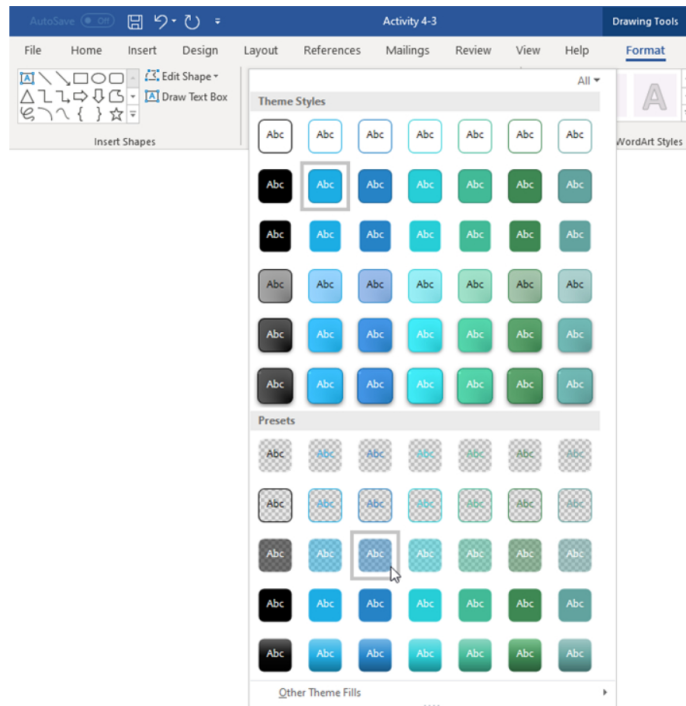 AutoSave Off Activity 4-3 Drawing Tools
File Home Insert Design Layout References Mailings Review View Help Format
Edit Shape
Draw Text Box
Insert Shapes
All
Theme Styles
Abc Abc Abc Abc Abc Abc Abc
Abc Abc Abc Abc Abc Abc Abc
Abc Abc Abc Abc Abc Abc Abc
Abc Abc Abc Abc Abc Abc Abc
Abc Abc Abc Abc Abc Abc Abc
Abc Abc Abc Abc Abc Abc Abc
Presets
Abc Abc Abc Abc Abc Abc Abc
Abc Abc Abc Abc Abc Abc Abc
Abc Abc Abc Abc Abc Abc Abc
Abc Abc Abc Abc Abc Abc Abc
Abc Abc Abc Abc Abc Abc Abc
Other Theme Fills
A
WordArt Styles